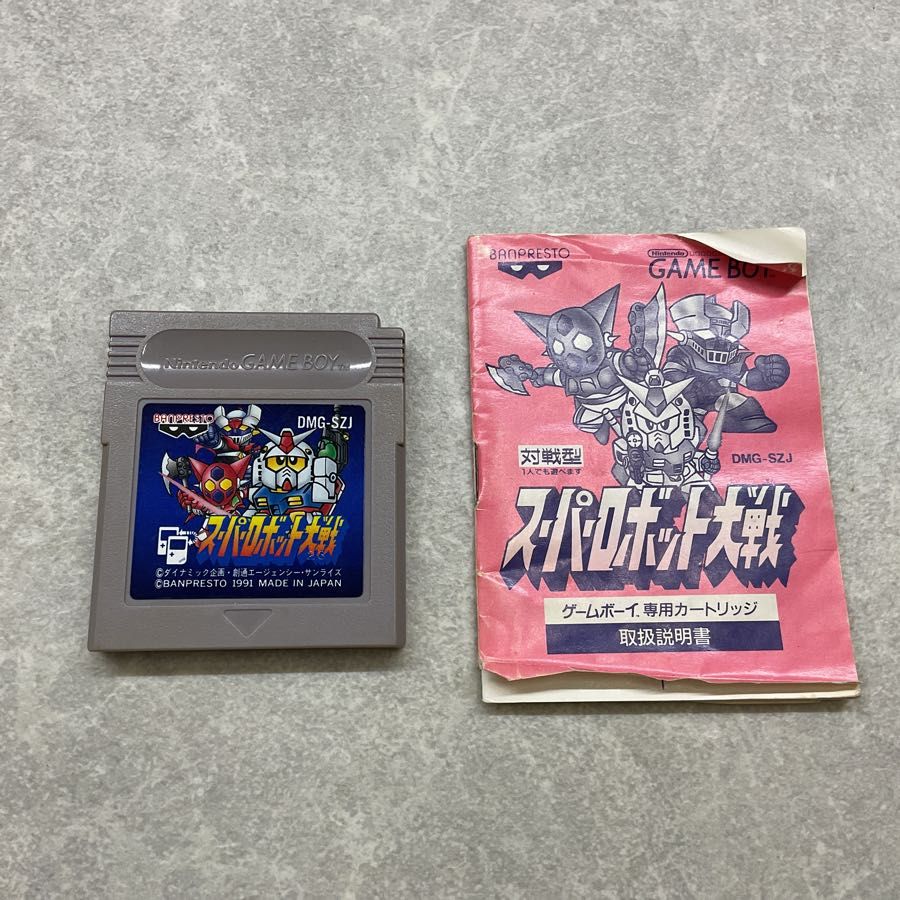 Nintendo GAME BOY TM
BANPRESTO
DMG-SZJ
スーパーロボット大戦
©ダイナミック企画・創通エージェンシー・サンライズ
©BANPRESTO 1991 MADE IN JAPAN
BANPRESTO
Nintendo
GAME BOY
DMG-SZJ
対戦型
1人でも遊べます
スーパーロボット大戦
ゲームボーイ™専用カートリッジ
取扱説明書